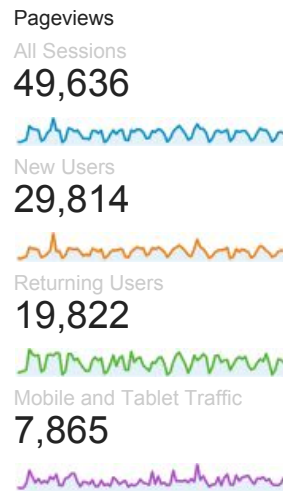 Pageviews
All Sessions
49,636
New Users
29,814
Returning Users
19,822
Mobile and Tablet Traffic
7,865